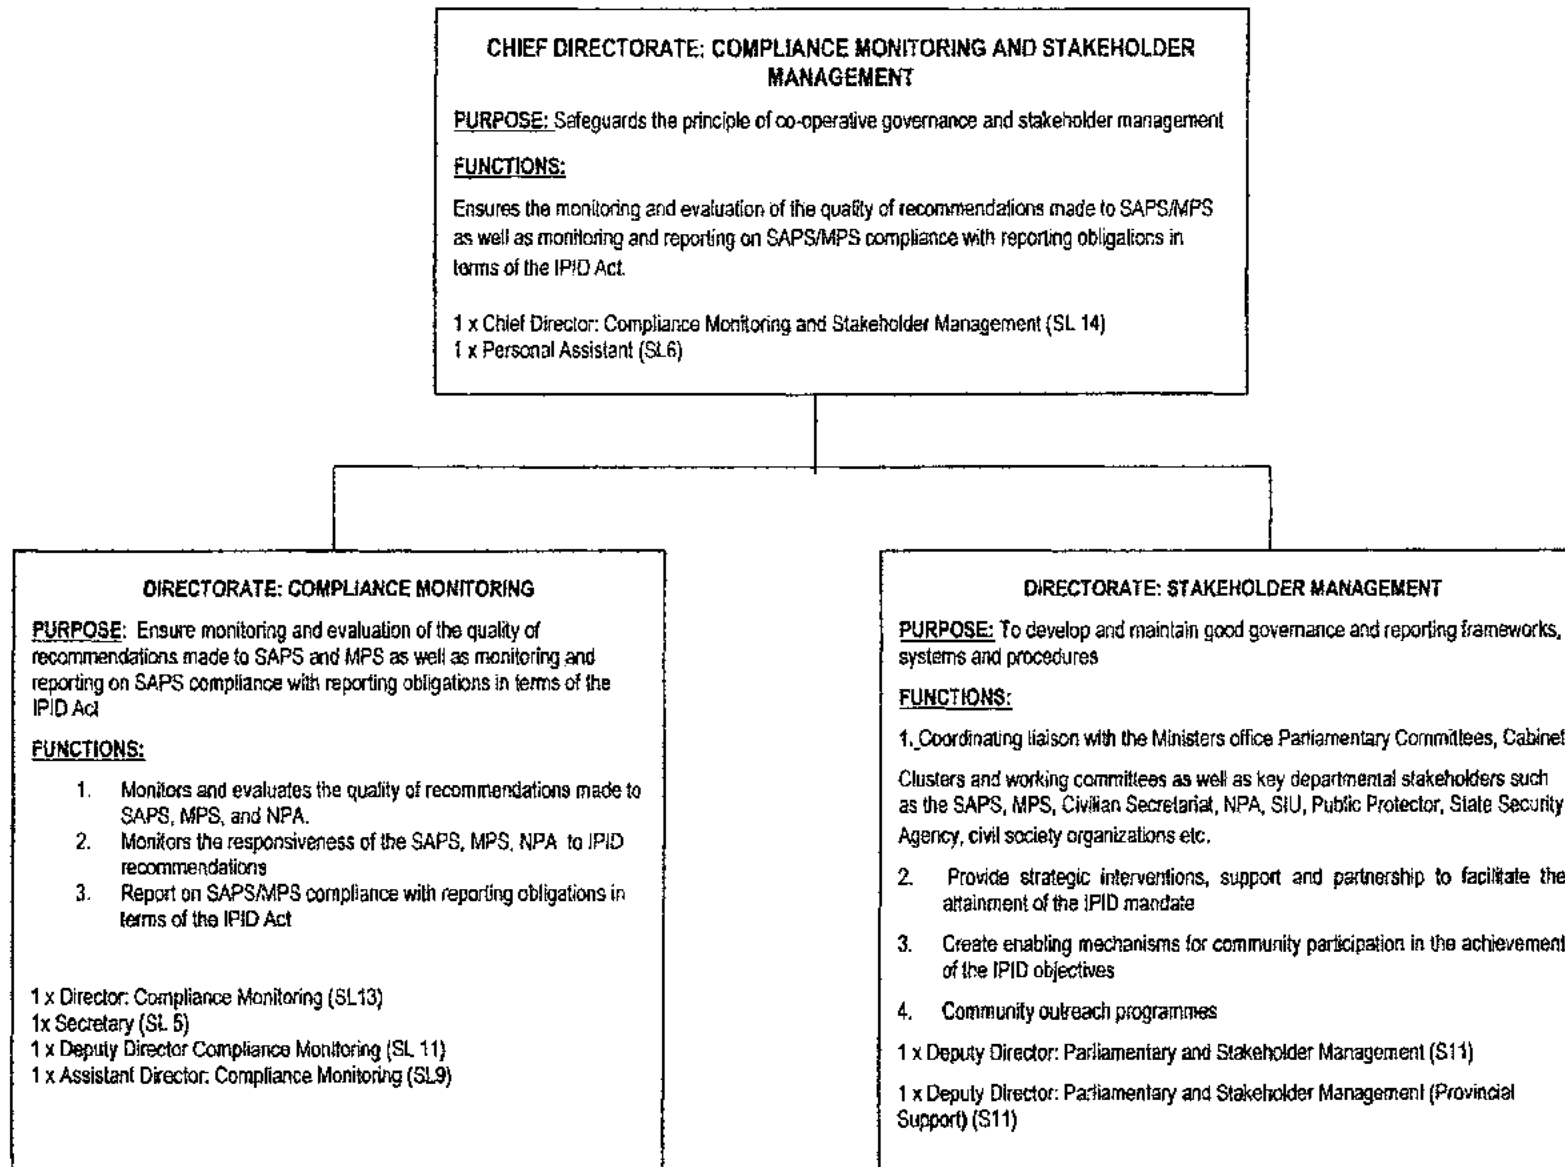 CHIEF DIRECTORATE: COMPLIANCE MONITORING AND STAKEHOLDER
MANAGEMENT
PURPOSE: Safeguards the principle of co-operative governance and stakeholder management
FUNCTIONS:
Ensures the monitoring and evaluation of the quality of recommendations made to SAPS/MPS
as well as monitoring and reporting on SAPS/MPS compliance with reporting obligations in
terms of the IPID Act.
1 x Chief Director: Compliance Monitoring and Stakeholder Management (SL 14)
1 x Personal Assistant (SL6)
DIRECTORATE: COMPLIANCE MONITORING
PURPOSE: Ensure monitoring and evaluation of the quality of
recommendations made to SAPS and MPS as well as monitoring and
reporting on SAPS compliance with reporting obligations in terms of the
IPID Act
FUNCTIONS:
1. Monitors and evaluates the quality of recommendations made to
SAPS, MPS, and NPA.
2. Monitors the responsiveness of the SAPS, MPS, NPA to IPID
recommendations
3. Report on SAPS/MPS compliance with reporting obligations in
terms of the IPID Act
1 x Director: Compliance Monitoring (SL13)
1x Secretary (SL 5)
1 x Deputy Director Compliance Monitoring (SL 11)
1 x Assistant Director: Compliance Monitoring (SL9)
DIRECTORATE: STAKEHOLDER MANAGEMENT
PURPOSE: To develop and maintain good governance and reporting frameworks,
systems and procedures
FUNCTIONS:
1. Coordinating liaison with the Ministers office Parliamentary Committees, Cabinet
Clusters and working committees as well as key departmental stakeholders such
as the SAPS, MPS, Civilian Secretariat, NPA, SIU, Public Protector, State Security
Agency, civil society organizations etc.
2. Provide strategic interventions, support and partnership to facilitate the
attainment of the IPID mandate
3. Create enabling mechanisms for community participation in the achievement
of the IPID objectives
4. Community outreach programmes
1 x Deputy Director: Parliamentary and Stakeholder Management (S11)
1 x Deputy Director: Parliamentary and Stakeholder Management (Provincial
Support) (S11)